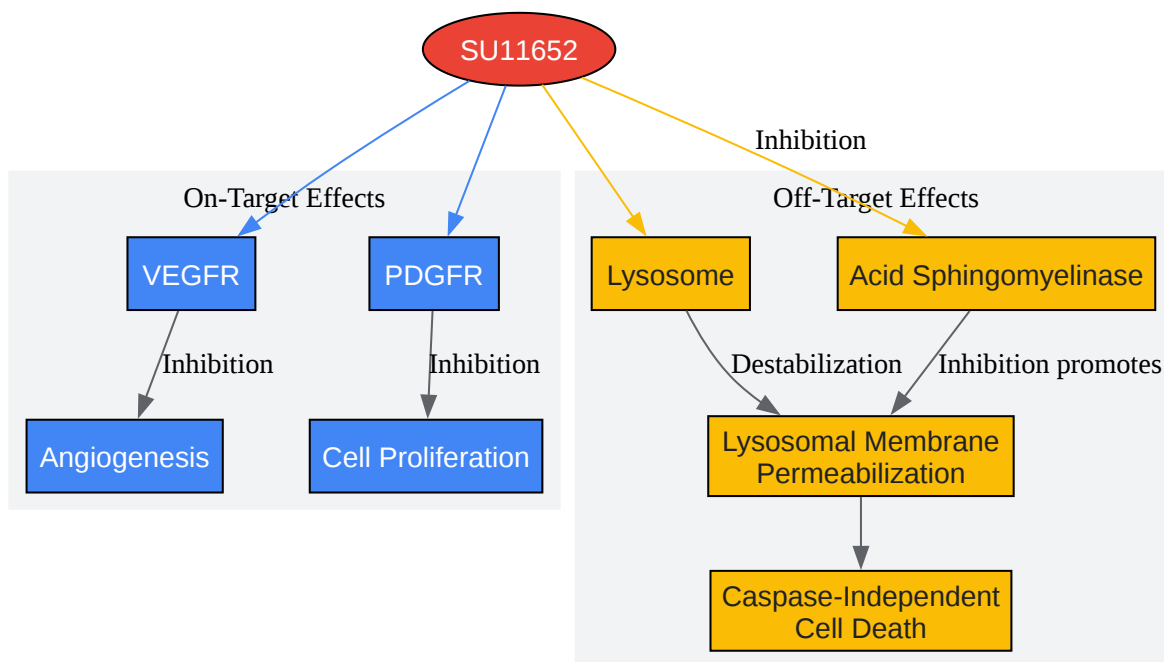 SU11652
Inhibition
On-Target Effects
Off-Target Effects
VEGFR
PDGFR
Lysosome
Acid Sphingomyelinase
Inhibition
Inhibition
Destabilization
Inhibition promotes
Angiogenesis
Cell Proliferation
Lysosomal Membrane
Permeabilization
Caspase-Independent
Cell Death